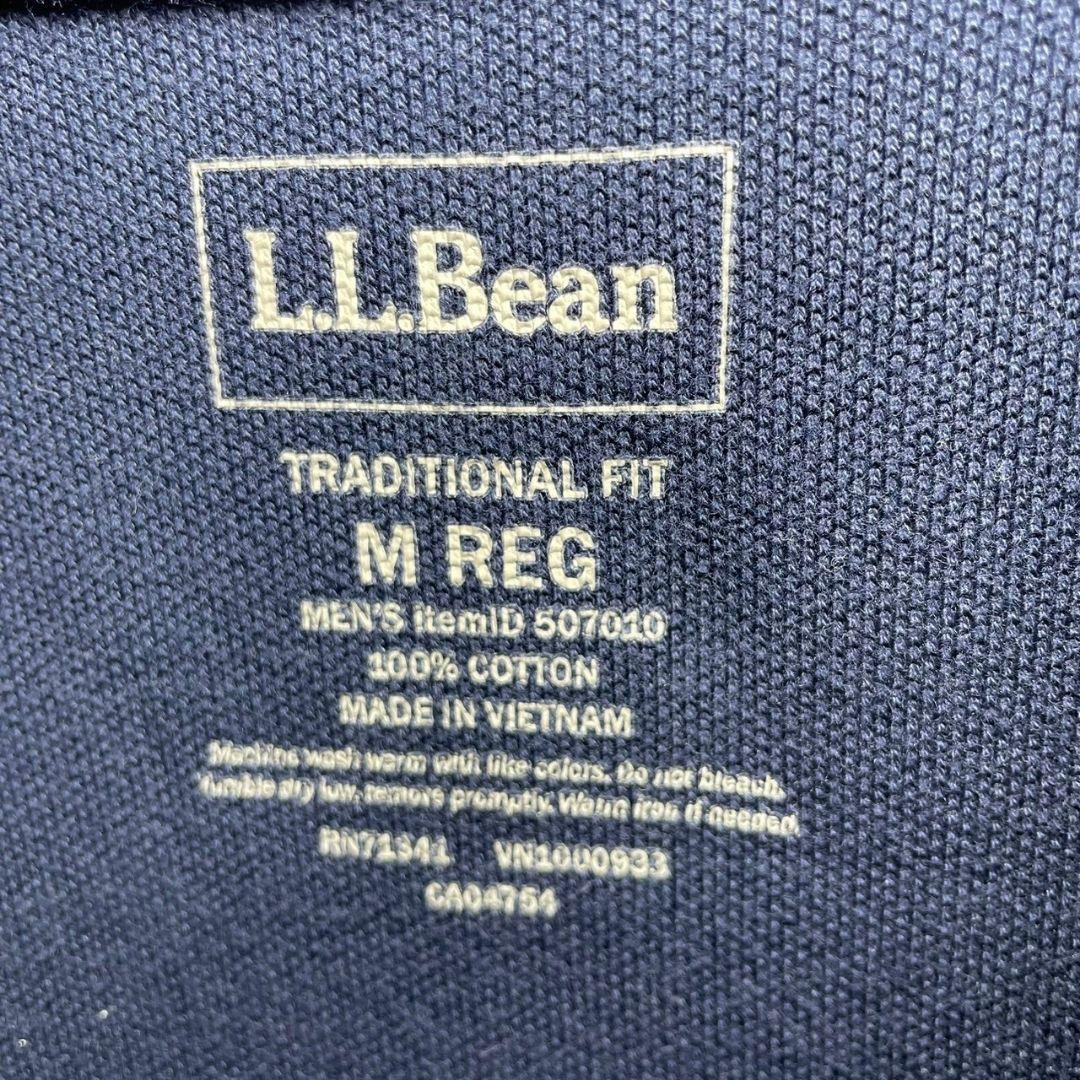 L.L.Bean
TRADITIONAL FIT
M REG
MEN'S itemID 507010
100% COTTON
MADE IN VIETNAM
Machine wash warm with like colors. Do not bleach.
Tumble dry low, remove promptly. Warm iron if needed.
RN71341 VN1000933
CA04754